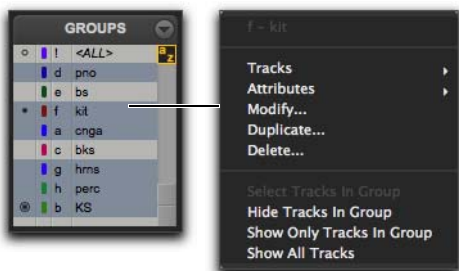 GROUPS
! <ALL>
a z
d pno
e bs
f kit
a cnga
c bks
g hrns
h perc
b KS
f - kit
Tracks
Attributes
Modify...
Duplicate...
Delete...
Select Tracks In Group
Hide Tracks In Group
Show Only Tracks In Group
Show All Tracks